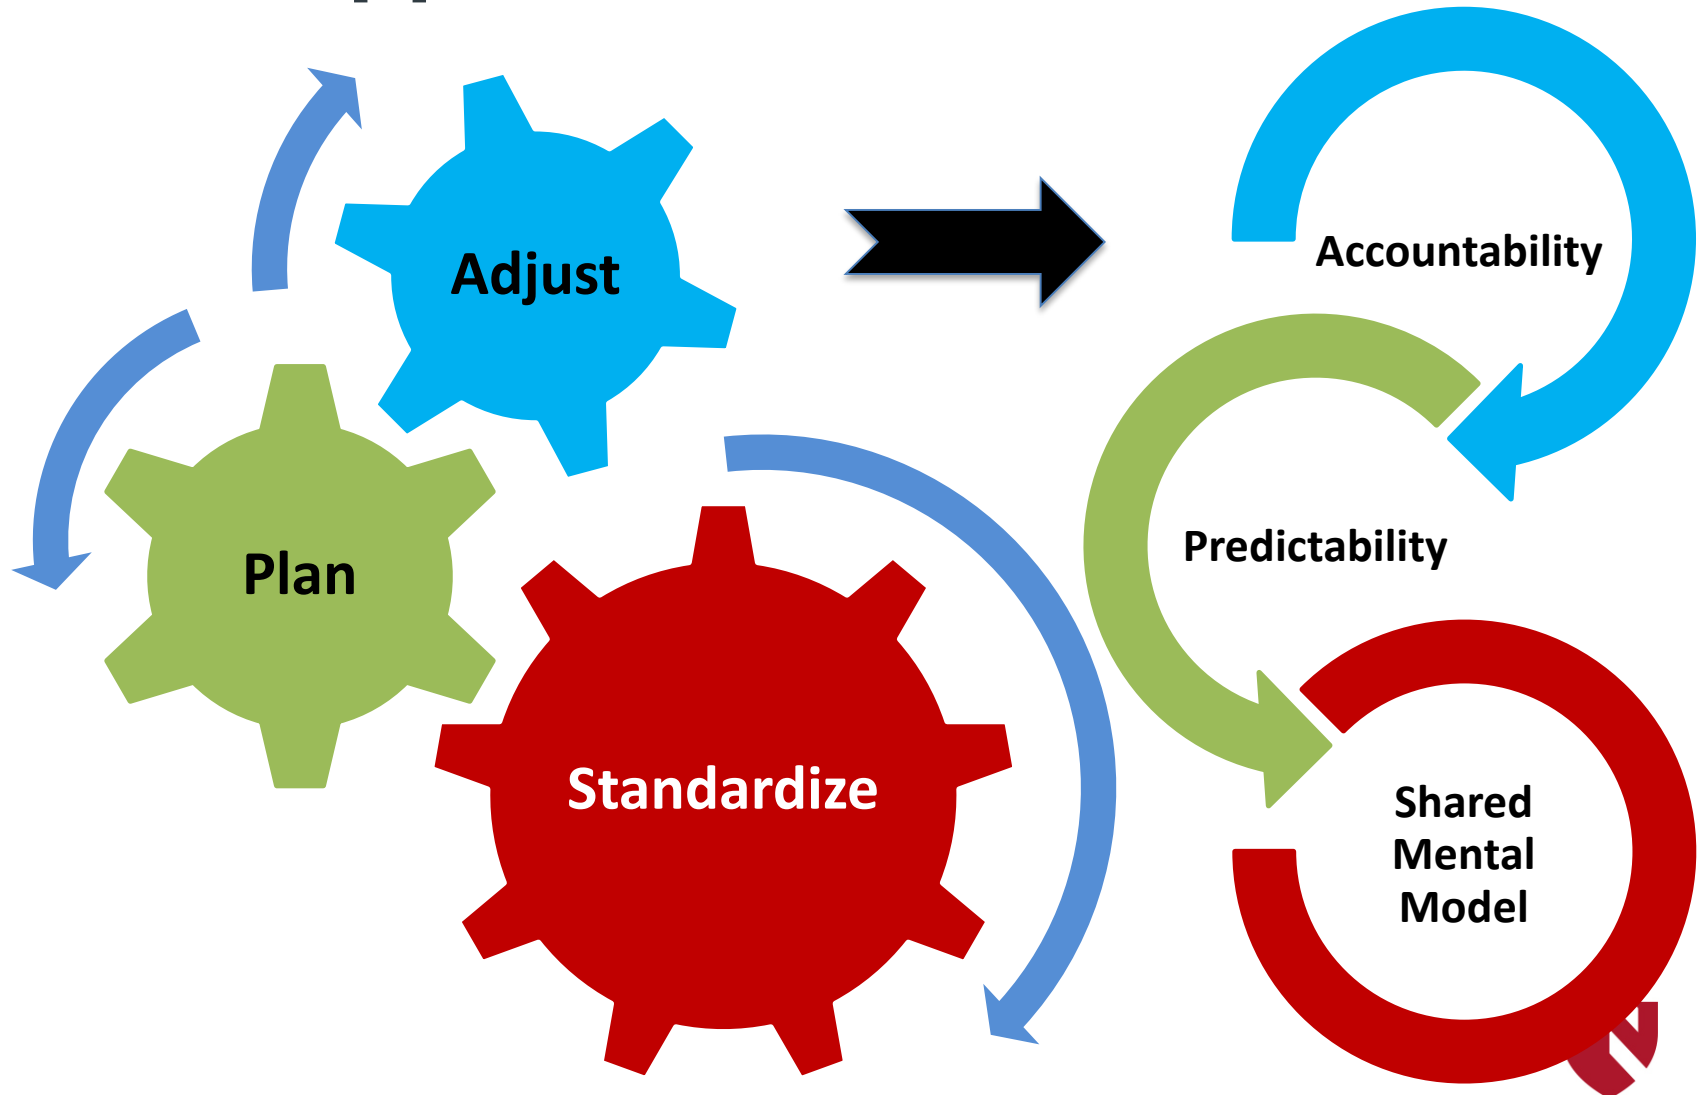 Adjust
Plan
Standardize
Accountability
Predictability
Shared
Mental
Model